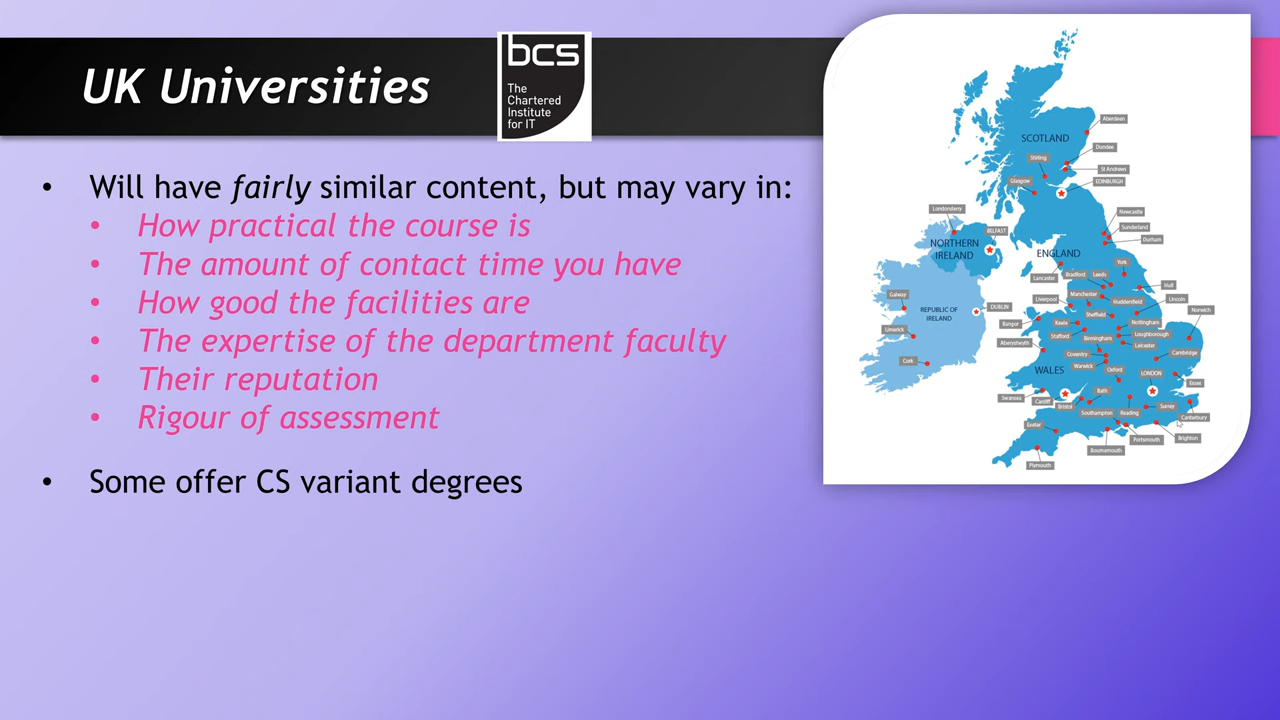 UK Universities
bcs
The
Chartered
Institute
for IT
• Will have fairly similar content, but may vary in:
• How practical the course is
• The amount of contact time you have
• How good the facilities are
• The expertise of the department faculty
• Their reputation
• Rigour of assessment
• Some offer CS variant degrees
Aberdeen
SCOTLAND
Dundee
Stirling
St Andrews
Glasgow
EDINBURGH
Londonderry
Newcastle
Sunderland
BELFAST
Durham
NORTHERN
IRELAND
ENGLAND
York
Lancaster
Bradford
Leeds
Hull
Galway
Liverpool
Manchester
Huddersfield
Lincoln
DUBLIN
REPUBLIC OF
IRELAND
Sheffield
Norwich
Bangor
Keele
Nottingham
Limerick
Stafford
Birmingham
Loughborough
Aberystwyth
Leicester
Coventry
Cambridge
Cork
Warwick
WALES
Oxford
LONDON
Essex
Bath
Swansea
Cardiff
Bristol
Surrey
Southampton
Reading
Canterbury
Exeter
Portsmouth
Brighton
Bournemouth
Plymouth